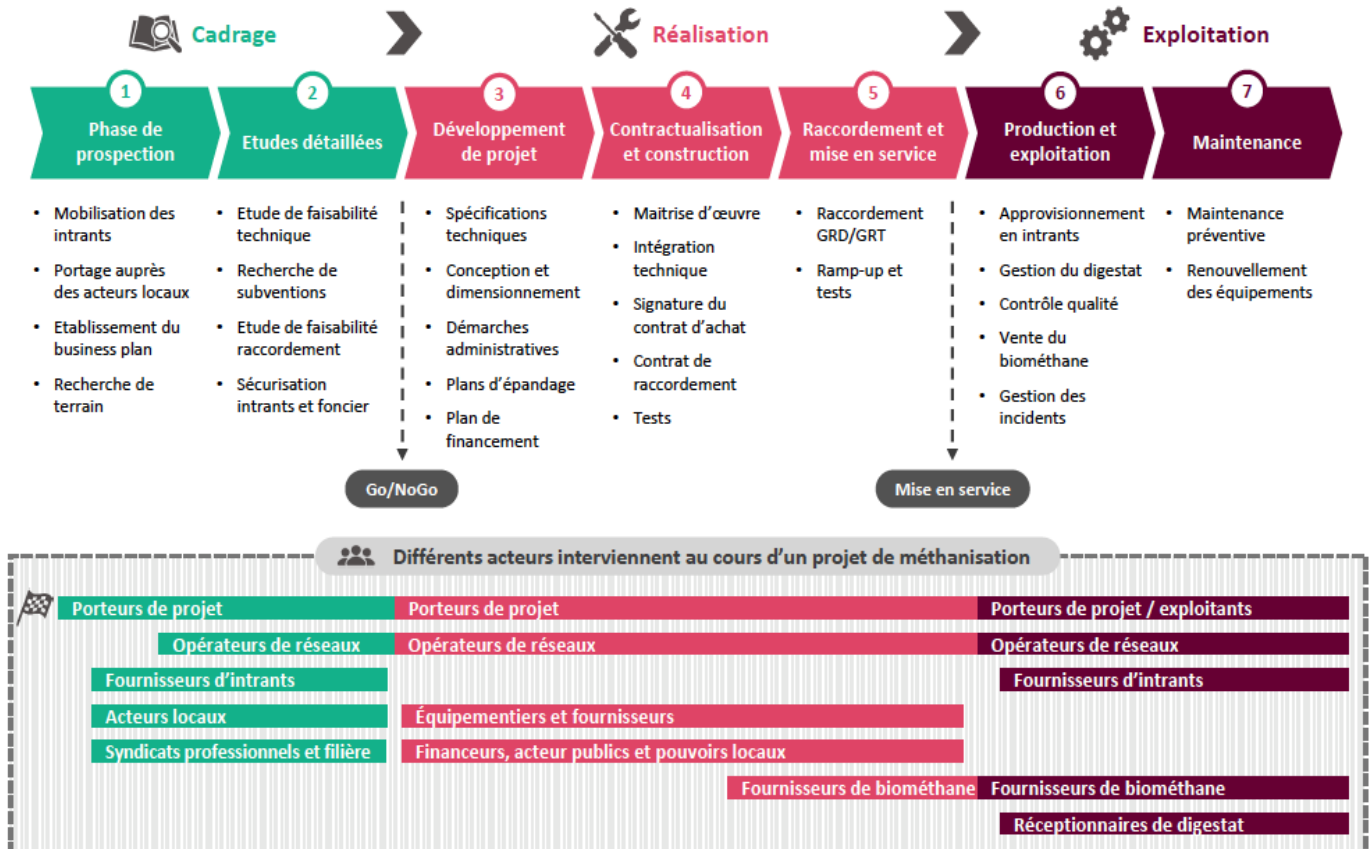 Cadrage
Réalisation
Exploitation
1
Phase de
prospection
2
Etudes détaillées
3
Développement
de projet
4
Contractualisation
et construction
5
Raccordement et
mise en service
6
Production et
exploitation
7
Maintenance
• Mobilisation des
intrants
• Portage auprès
des acteurs locaux
• Etablissement du
business plan
• Recherche de
terrain
• Etude de faisabilité
technique
• Recherche de
subventions
• Etude de faisabilité
raccordement
• Sécurisation
intrants et foncier
• Spécifications
techniques
• Conception et
dimensionnement
• Démarches
administratives
• Plans d'épandage
• Plan de
financement
• Maitrise d'œuvre
• Intégration
technique
• Signature du
contrat d'achat
• Contrat de
raccordement
• Tests
• Raccordement
GRD/GRT
• Ramp-up et
tests
• Approvisionnement
en intrants
• Gestion du digestat
• Contrôle qualité
• Vente du
biométhane
• Gestion des
incidents
• Maintenance
préventive
• Renouvellement
des équipements
Go/NoGo
Mise en service
Différents acteurs interviennent au cours d'un projet de méthanisation
Porteurs de projet
Porteurs de projet
Porteurs de projet / exploitants
Opérateurs de réseaux
Opérateurs de réseaux
Opérateurs de réseaux
Fournisseurs d'intrants
Fournisseurs d'intrants
Acteurs locaux
Équipementiers et fournisseurs
Syndicats professionnels et filière
Financeurs, acteur publics et pouvoirs locaux
Fournisseurs de biométhane
Fournisseurs de biométhane
Réceptionnaires de digestat